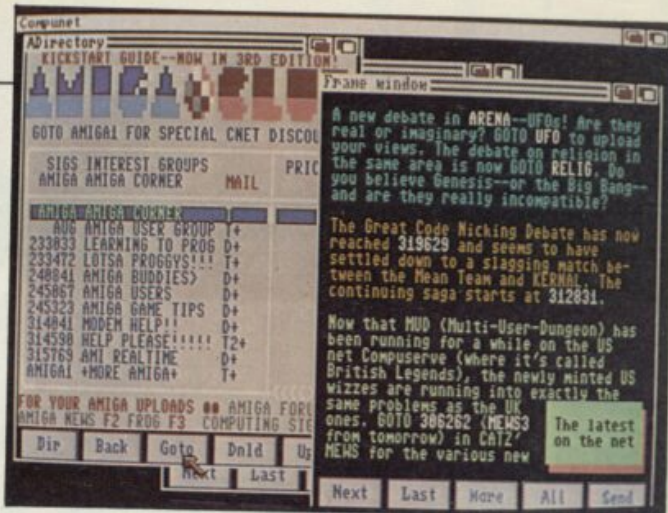 Compunet
ADirectory
KICKSTART GUIDE--NOW IN 3RD EDITION!
GOTO AMIGA1 FOR SPECIAL CNET DISCOU
SIGS INTEREST GROUPS PRIC
AMIGA AMIGA CORNER MAIL
AMIGA AMIGA CORNER
AUG AMIGA USER GROUP T+
233033 LEARNING TO PROG D+
233472 LOTSA PROGGYS!!! T+
240841 AMIGA BUDDIES> D+
245067 AMIGA USERS D+
245323 AMIGA GAME TIPS D+
314041 MODEM HELP!! D+
314598 HELP PLEASE!!!!! T2+
315769 AMI REALTIME D+
AMIGA1 +MORE AMIGA+ T+
FOR YOUR AMIGA UPLOADS AMIGA FORU
AMIGA NEWS F2 FROG F3 COMPUTING SIG
Dir Back Goto Dnld Up
Next Last
Frame window
A new debate in ARENA--UFOs! Are they
real or imaginary? GOTO UFO to upload
your views. The debate on religion in
the same area is now GOTO RELIG. Do
you believe Genesis--or the Big Bang--
and are they really incompatible?
The Great Code Nicking Debate has now
reached 319629 and seems to have
settled down to a slagging match be-
tween the Mean Team and KERNAL. The
continuing saga starts at 312831.
Now that MUD (Multi-User-Dungeon) has
been running for a while on the US
net Compuserve (where it's called
British Legends), the newly minted US
wizzes are running into exactly the
same problems as the UK
ones. GOTO 386262 (NEWS3
from tomorrow) in CATZ'
NEWS for the various new
The latest
on the net
Next Last More All Send